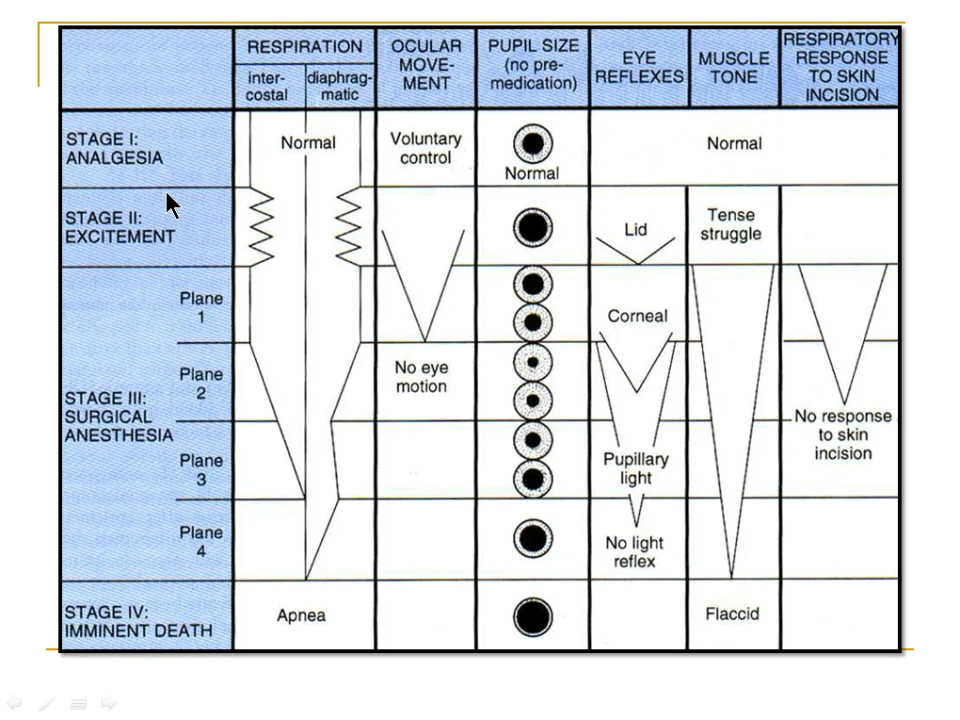 RESPIRATION
inter-
costal
diaphrag-
matic
OCULAR
MOVE-
MENT
PUPIL SIZE
(no pre-
medication)
EYE
REFLEXES
MUSCLE
TONE
RESPIRATORY
RESPONSE
TO SKIN
INCISION
STAGE I:
ANALGESIA
Normal
Voluntary
control
Normal
Normal
STAGE II:
EXCITEMENT
Lid
Tense
struggle
STAGE III:
SURGICAL
ANESTHESIA
Plane
1
Corneal
Plane
2
No eye
motion
No response
to skin
incision
Plane
3
Pupillary
light
Plane
4
No light
reflex
STAGE IV:
IMMINENT DEATH
Apnea
Flaccid